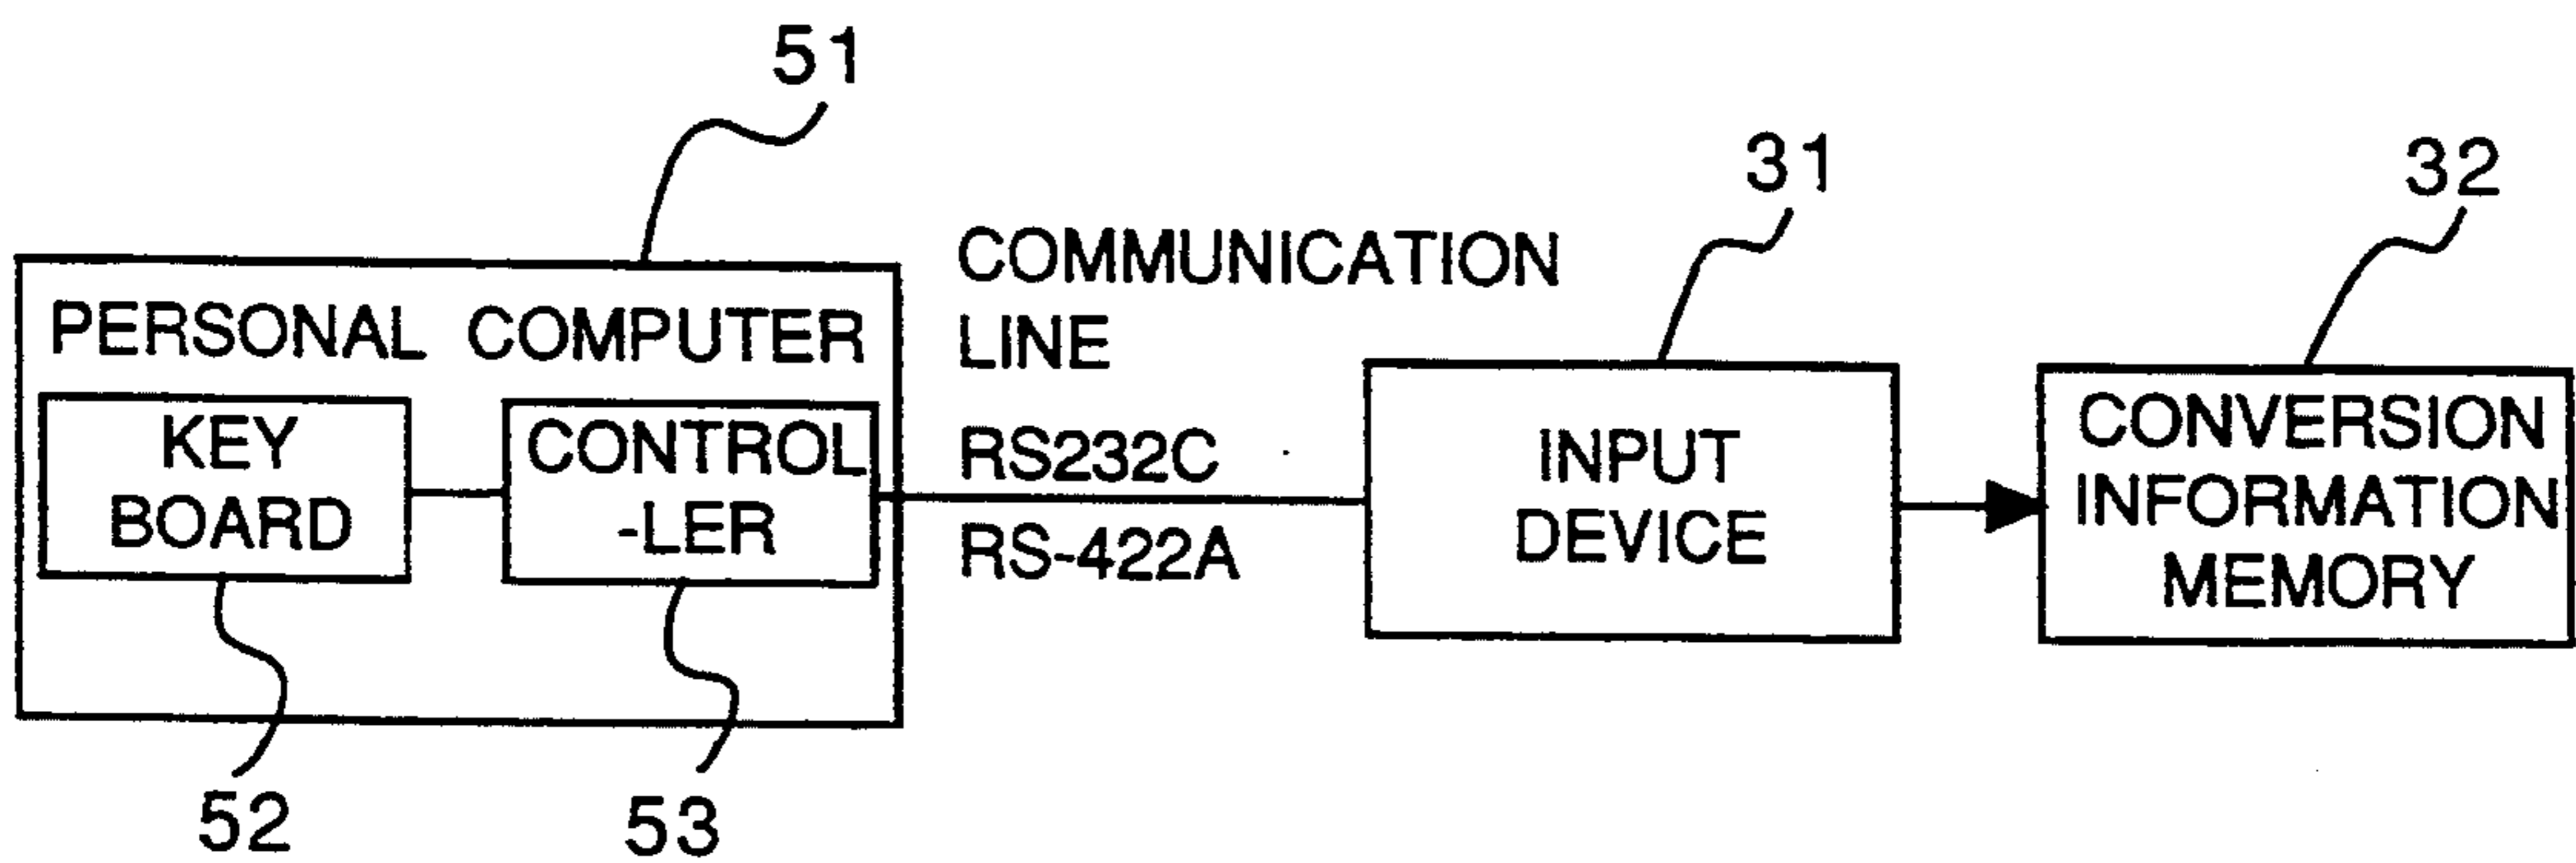 51
31
32
COMMUNICATION
LINE
PERSONAL COMPUTER
KEY
BOARD
CONTROL
-LER
RS232C
RS-422A
INPUT
DEVICE
CONVERSION
INFORMATION
MEMORY
52
53